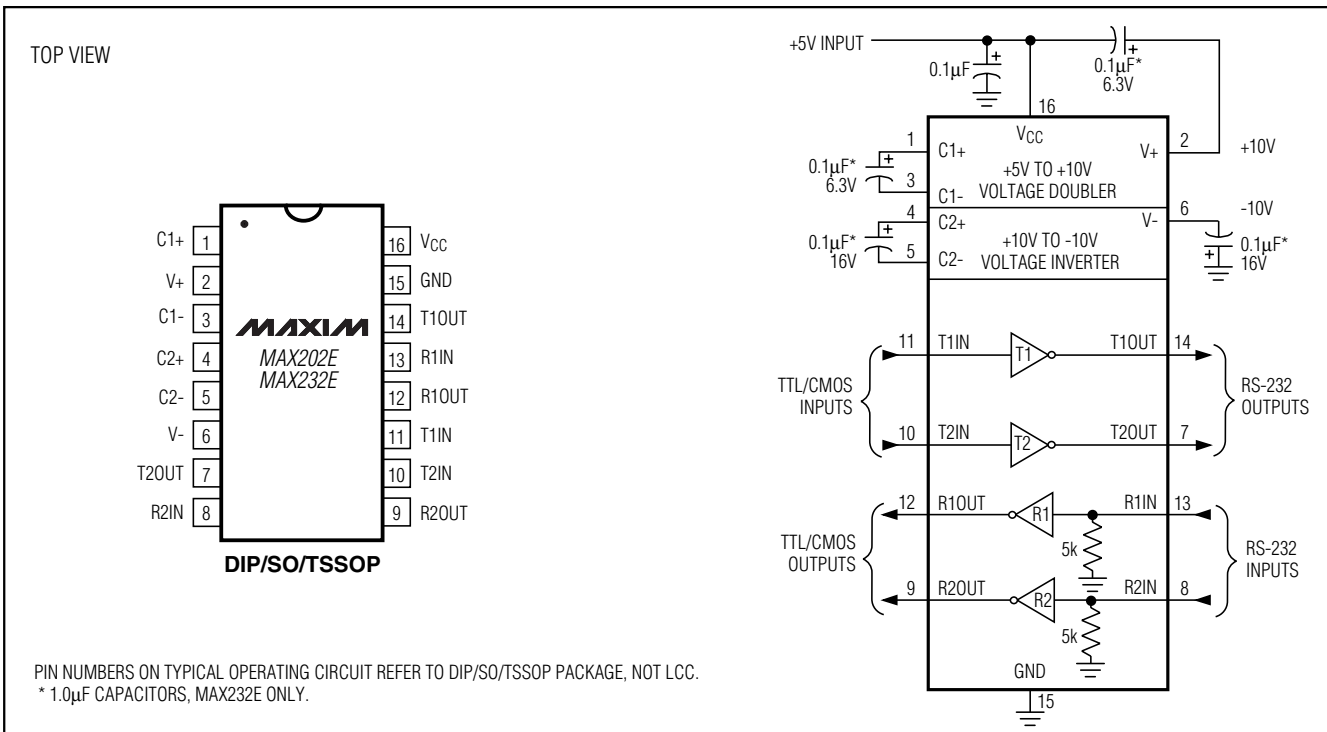 TOP VIEW
C1+ 1
V+ 2
C1- 3
C2+ 4
C2- 5
V- 6
T2OUT 7
R2IN 8
16 VCC
15 GND
14 T1OUT
13 R1IN
12 R1OUT
11 T1IN
10 T2IN
9 R2OUT
MAXIM
MAX202E
MAX232E
DIP/SO/TSSOP
+5V INPUT
0.1µF
0.1µF*
6.3V
16
VCC
1
C1+
0.1µF*
6.3V
3
C1-
+5V TO +10V
VOLTAGE DOUBLER
V+
2
+10V
4
C2+
0.1µF*
16V
5
C2-
+10V TO -10V
VOLTAGE INVERTER
V-
6
-10V
0.1µF*
16V
TTL/CMOS
INPUTS
11 T1IN T1 T1OUT 14
10 T2IN T2 T2OUT 7
RS-232
OUTPUTS
TTL/CMOS
OUTPUTS
12 R1OUT R1 R1IN 13
5k
9 R2OUT R2 R2IN 8
5k
RS-232
INPUTS
GND
15
PIN NUMBERS ON TYPICAL OPERATING CIRCUIT REFER TO DIP/SO/TSSOP PACKAGE, NOT LCC.
* 1.0µF CAPACITORS, MAX232E ONLY.